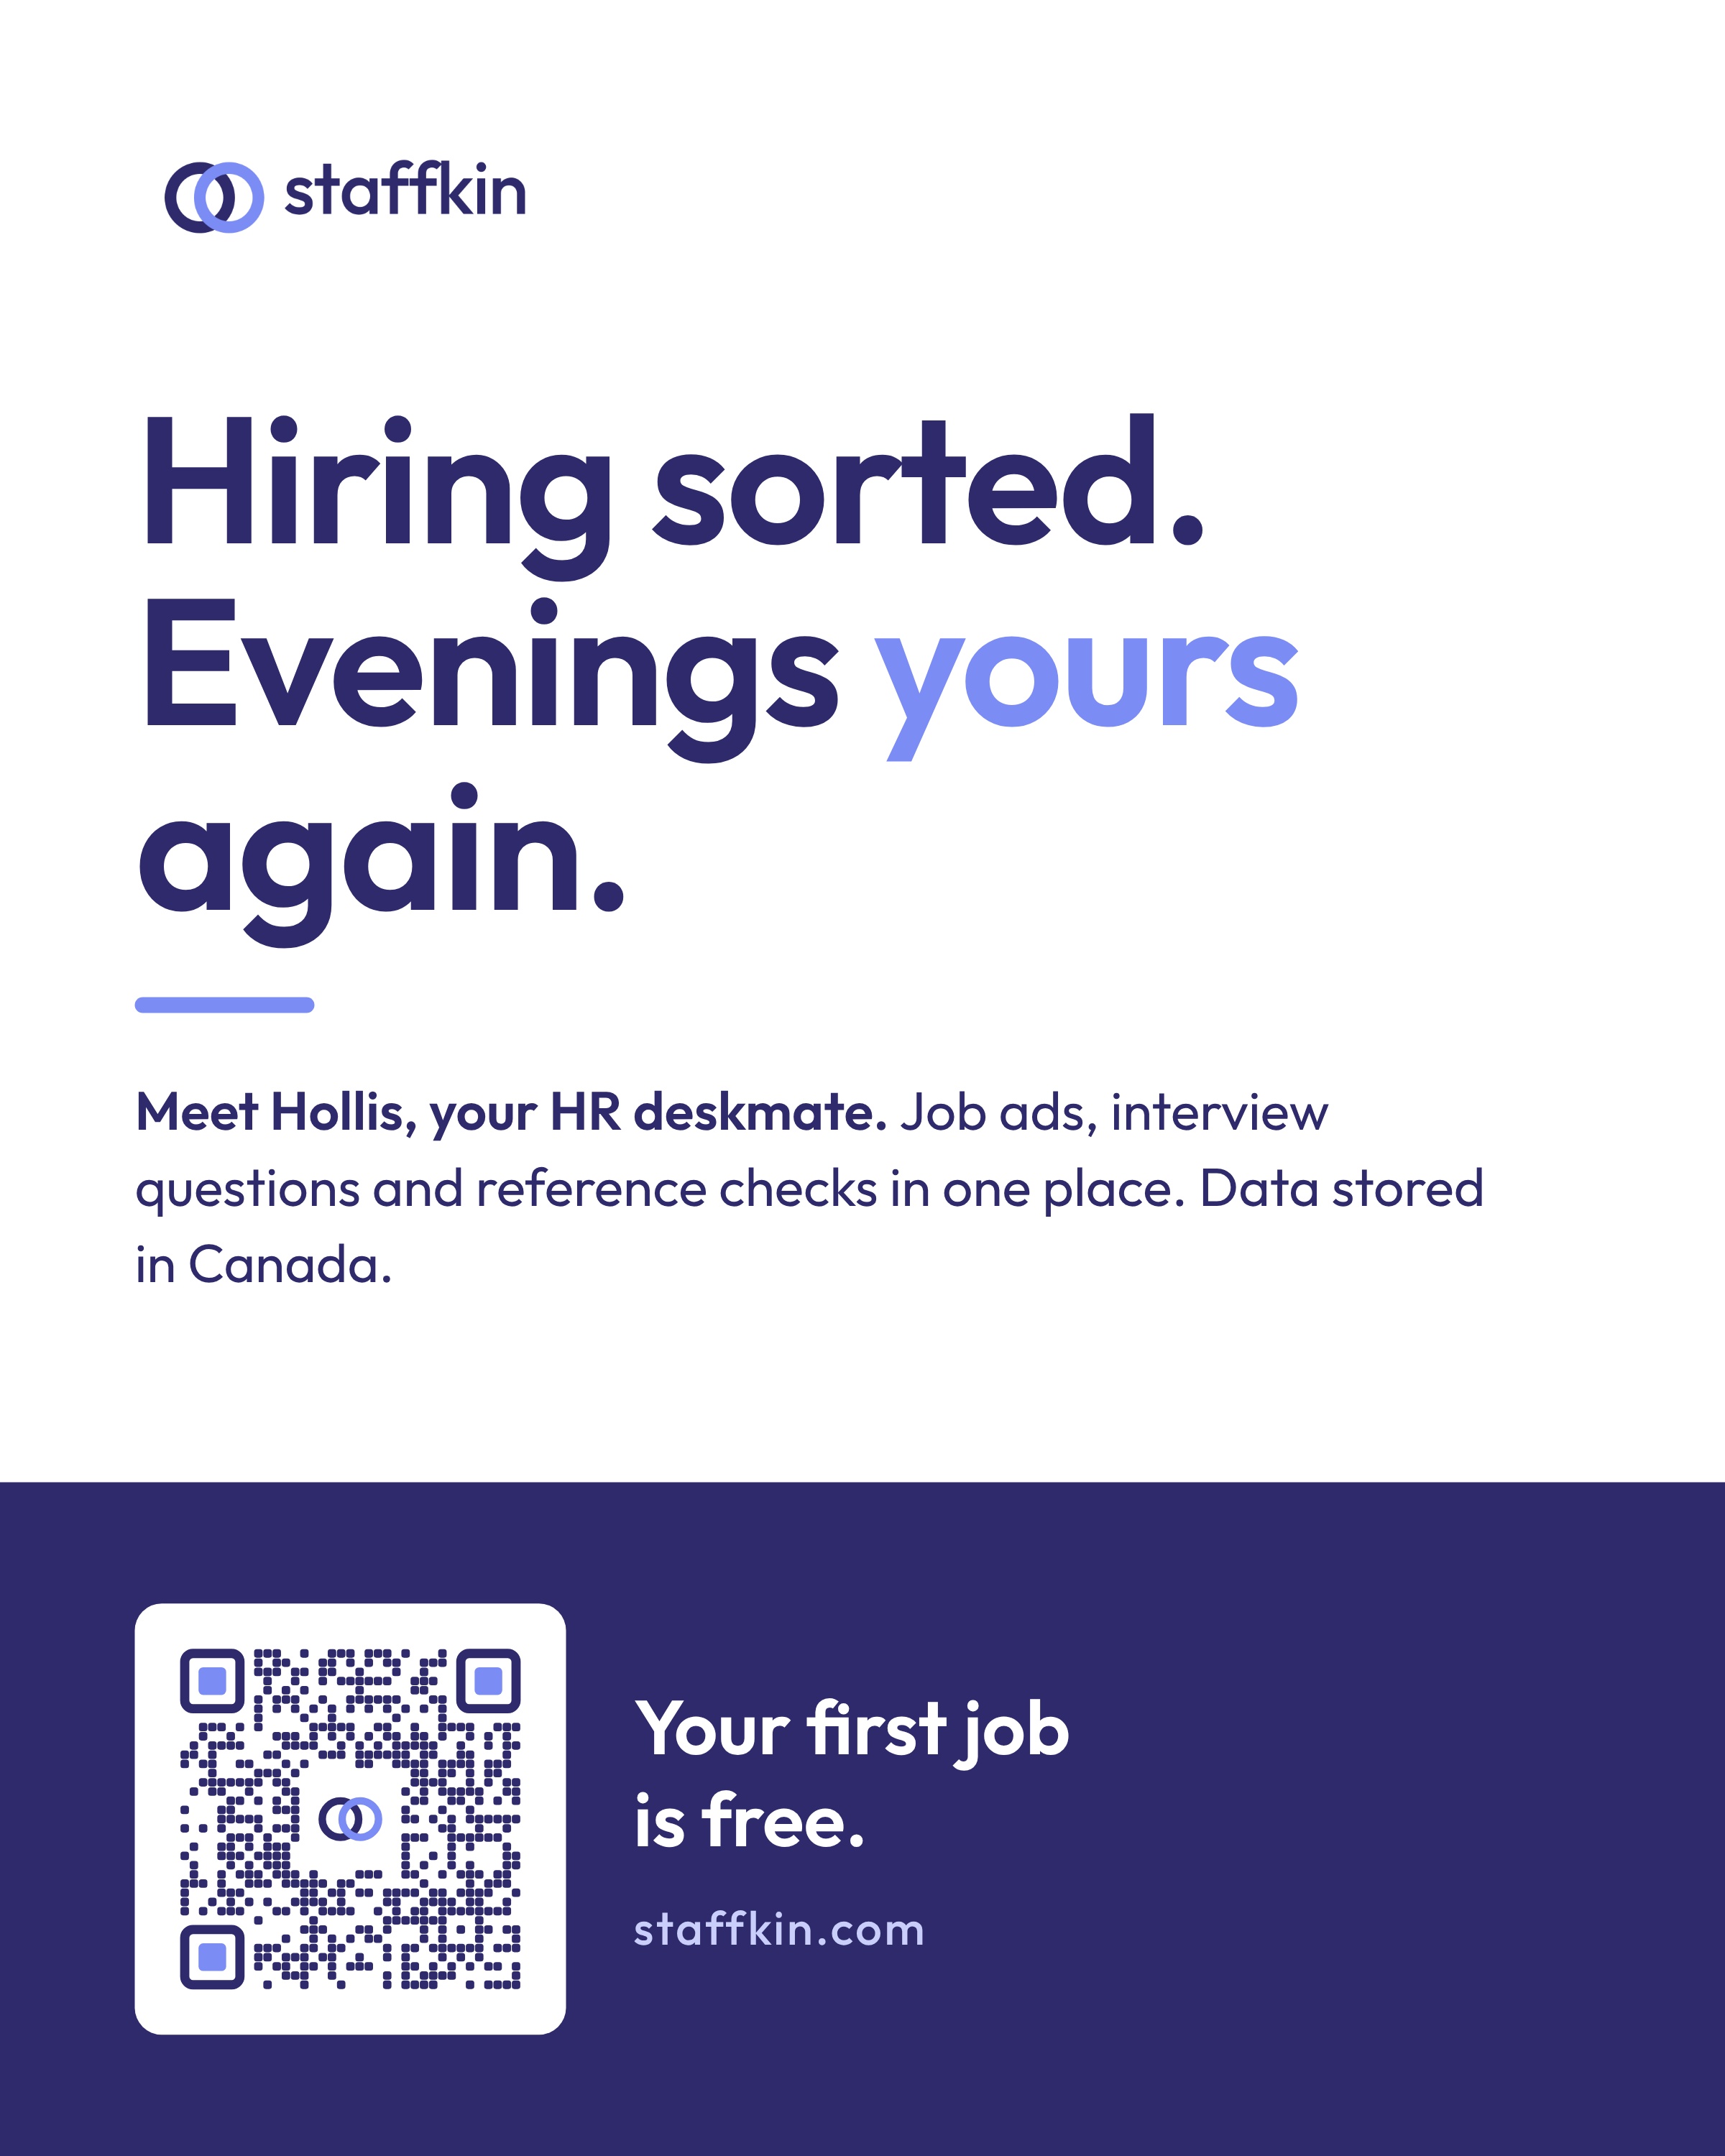 staffkin
Hiring sorted.
Evenings yours
again.
Meet Hollis, your HR deskmate. Job ads, interview
questions and reference checks in one place. Data stored
in Canada.
Your first job
is free.
staffkin.com